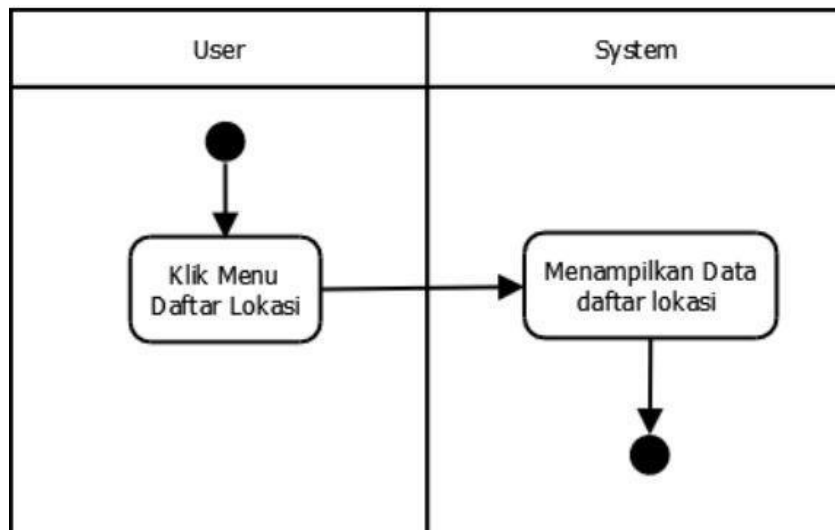 User
System
Klik Menu
Daftar Lokasi
Menampilkan Data
daftar lokasi